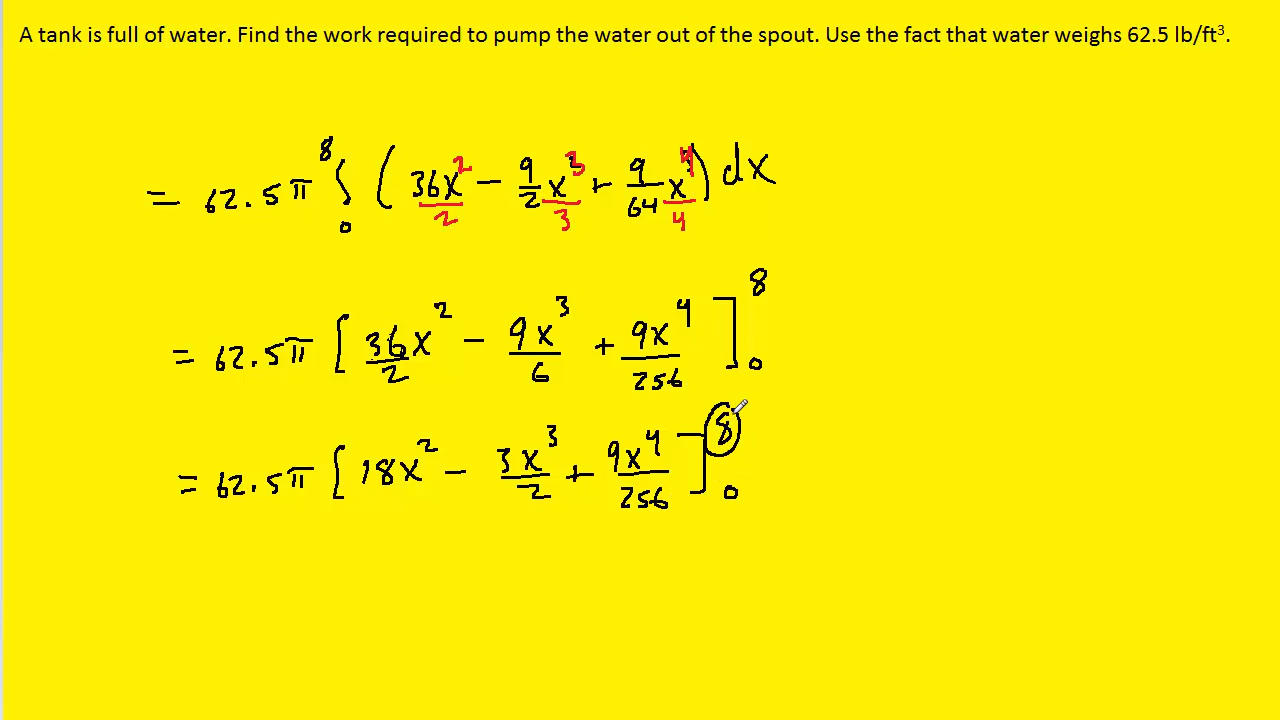 A tank is full of water. Find the work required to pump the water out of the spout. Use the fact that water weighs 62.5 lb/ft³.
= 62.5π ∫₀⁸ (36x²/2 − 9/2 x³/3 + 9/64 x⁴/4) dx
= 62.5π [36/2 x² − 9x³/6 + 9x⁴/256]₀⁸
= 62.5π [18x² − 3x³/2 + 9x⁴/256]₀⁸